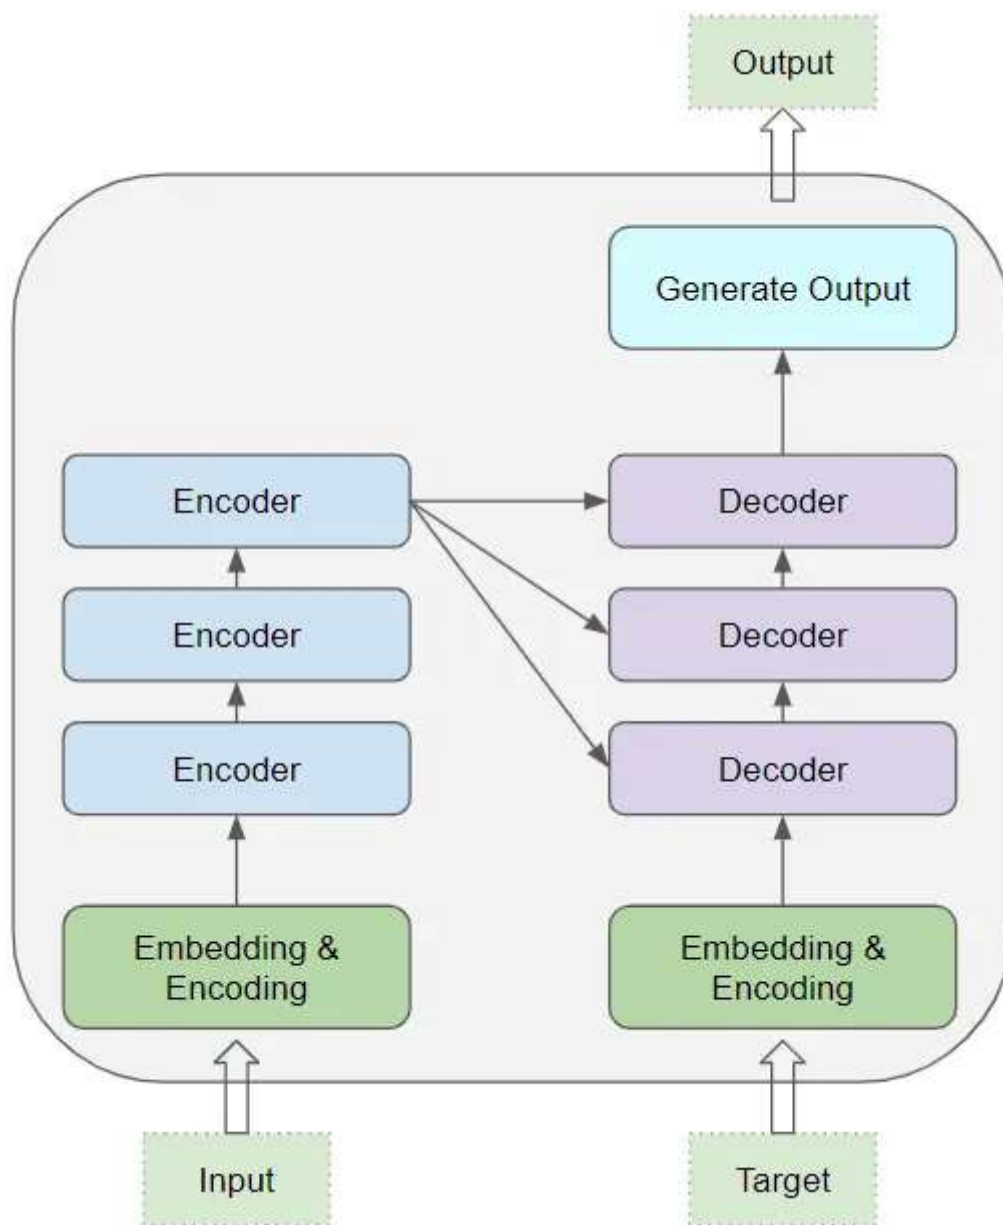 Output
Generate Output
Encoder
Decoder
Encoder
Decoder
Encoder
Decoder
Embedding &
Encoding
Embedding &
Encoding
Input
Target